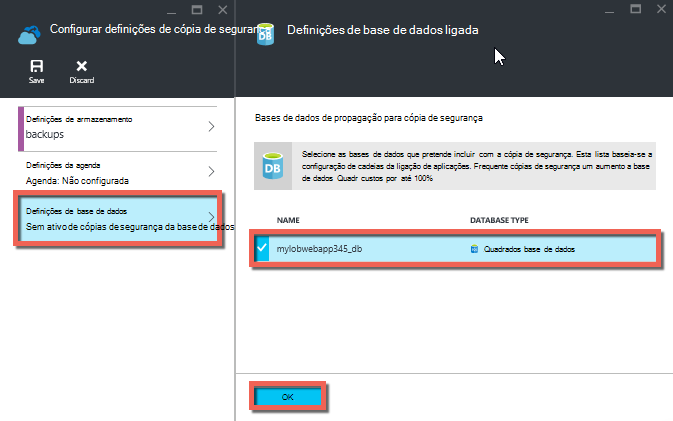 Configurar definições de cópia de seguranç
Save
Discard
Definições de armazenamento
backups
Definições da agenda
Agenda: Não configurada
Definições de base de dados
Sem ativo de cópias de segurança da base de dados
Definições de base de dados ligada
Bases de dados de propagação para cópia de segurança
DB
Selecione as bases de dados que pretende incluir com a cópia de segurança. Esta lista baseia-se a
configuração de cadeias da ligação de aplicações. Frequente cópias de segurança um aumento a base
de dados Quadr custos por até 100%
NAME DATABASE TYPE
mylobwebapp345_db Quadrados base de dados
OK